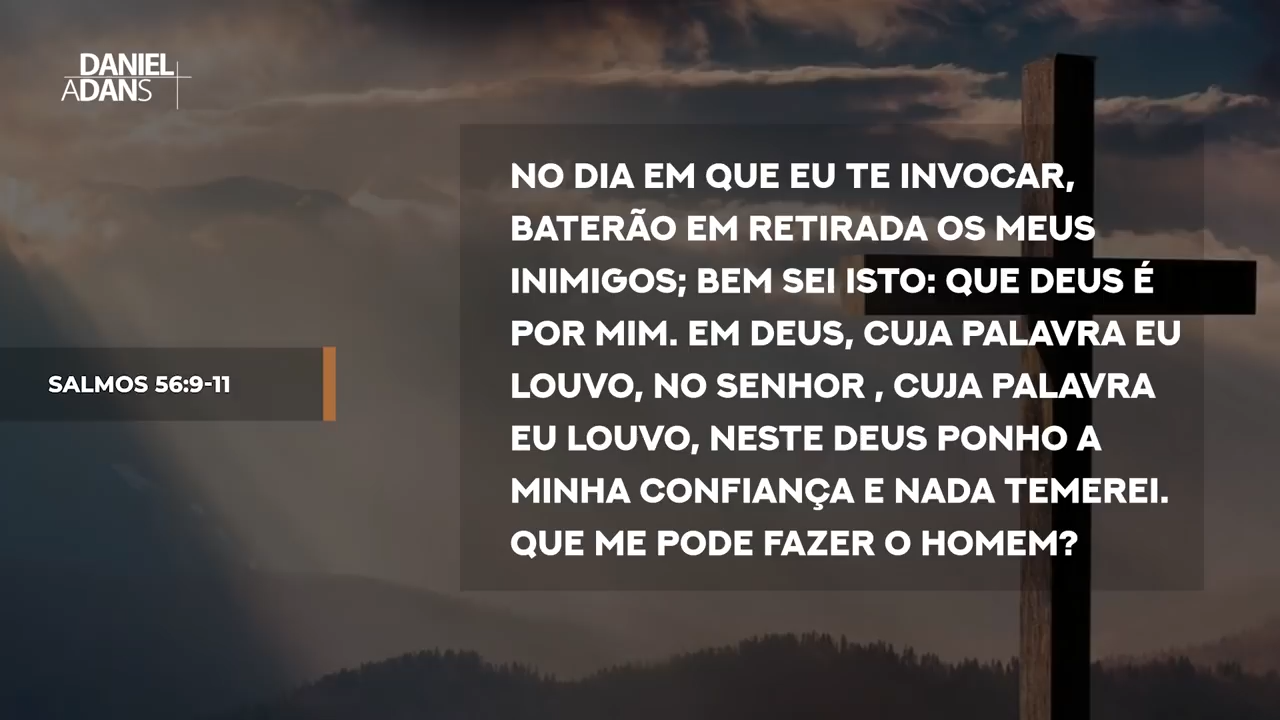 DANIEL
ADANS
SALMOS 56:9-11
NO DIA EM QUE EU TE INVOCAR,
BATERÃO EM RETIRADA OS MEUS
INIMIGOS; BEM SEI ISTO: QUE DEUS É
POR MIM. EM DEUS, CUJA PALAVRA EU
LOUVO, NO SENHOR , CUJA PALAVRA
EU LOUVO, NESTE DEUS PONHO A
MINHA CONFIANÇA E NADA TEMEREI.
QUE ME PODE FAZER O HOMEM?